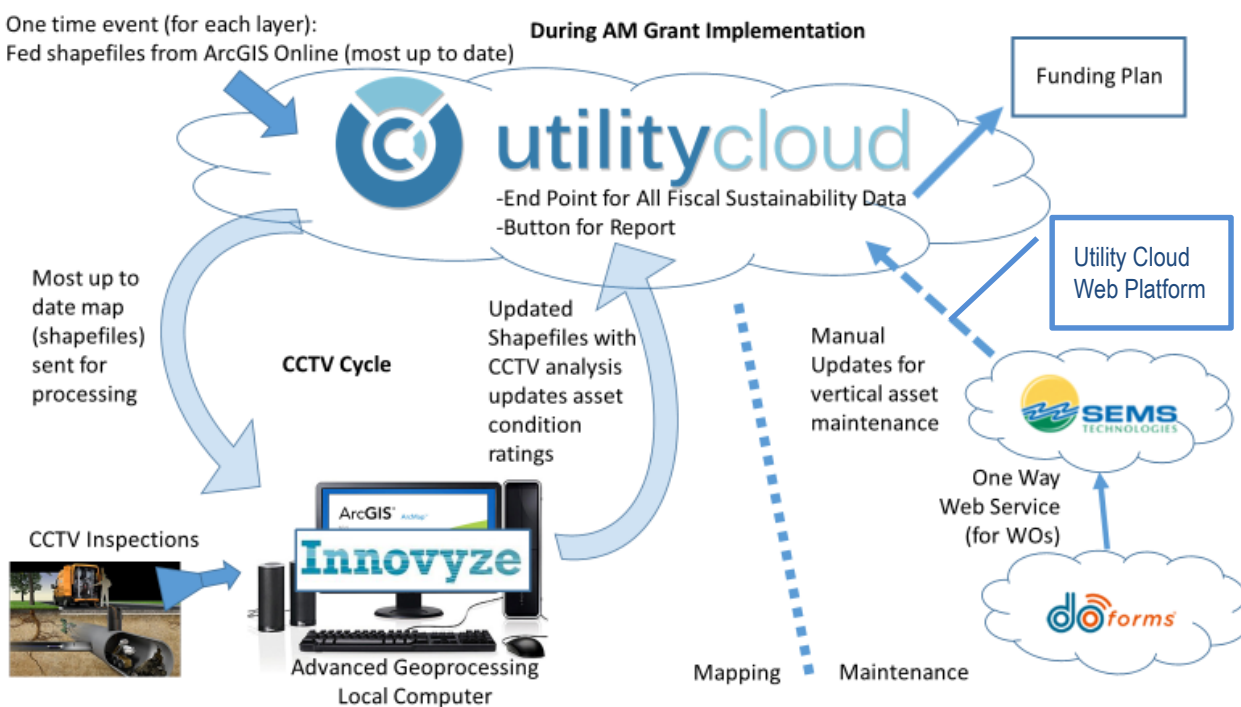 One time event (for each layer):
Fed shapefiles from ArcGIS Online (most up to date)
During AM Grant Implementation
Funding Plan
utilitycloud
-End Point for All Fiscal Sustainability Data
-Button for Report
Utility Cloud
Web Platform
Most up to
date map
(shapefiles)
sent for
processing
CCTV Cycle
Updated
Shapefiles with
CCTV analysis
updates asset
condition
ratings
Manual
Updates for
vertical asset
maintenance
SEMS
TECHNOLOGIES
One Way
Web Service
(for WOs)
doforms
CCTV Inspections
ArcGIS® ArcMap™
Innovyze
Advanced Geoprocessing
Local Computer
Mapping
Maintenance